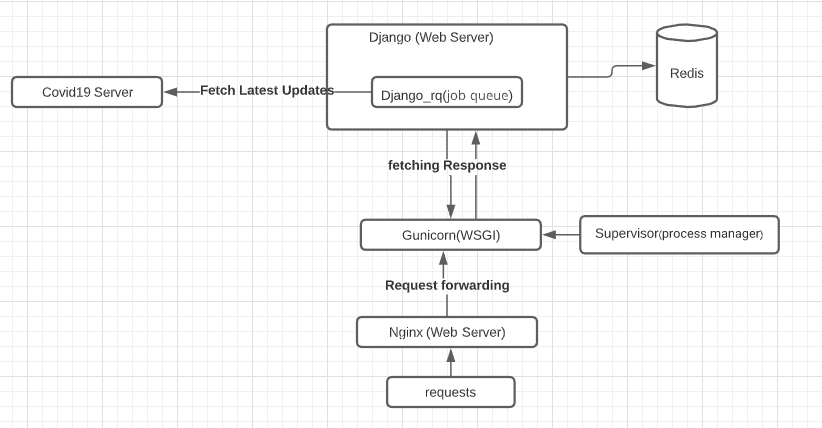 Django (Web Server)
Redis
Covid19 Server
Fetch Latest Updates
Django_rq(job queue)
fetching Response
Gunicorn(WSGI)
Supervisor(process manager)
Request forwarding
Nginx (Web Server)
requests